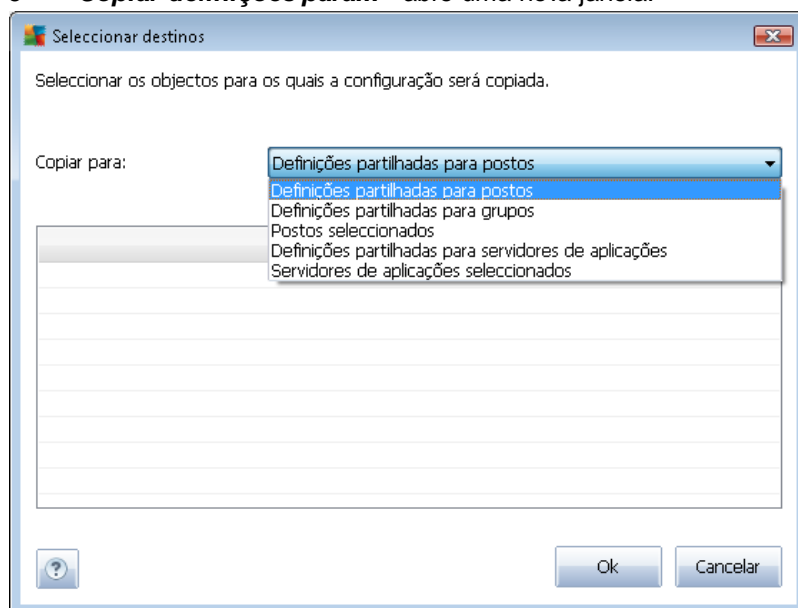 Copiar definições para... - abre uma nova janela:
Seleccionar destinos
Seleccionar os objectos para os quais a configuração será copiada.
Copiar para:
Definições partilhadas para postos
Definições partilhadas para postos
Definições partilhadas para grupos
Postos seleccionados
Definições partilhadas para servidores de aplicações
Servidores de aplicações seleccionados
?
Ok
Cancelar